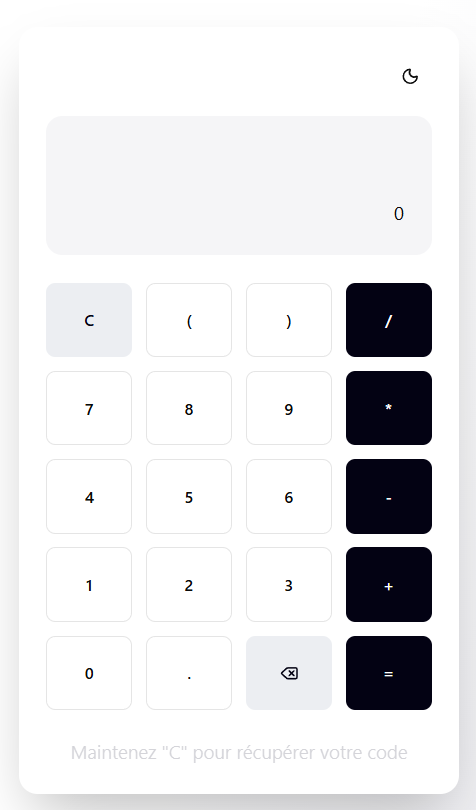 0
C ( ) /
7 8 9 *
4 5 6 -
1 2 3 +
0 . =
Maintenez "C" pour récupérer votre code